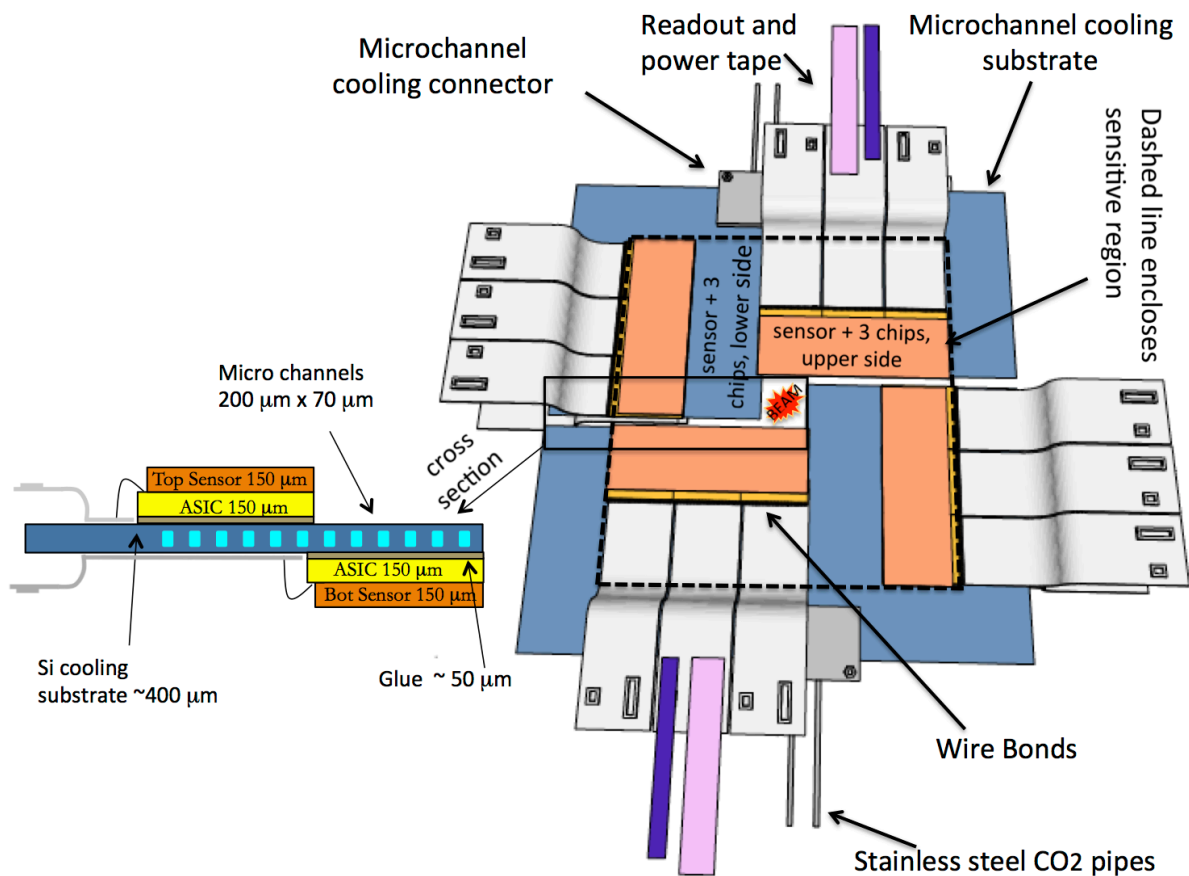 Microchannel
cooling connector
Readout and
power tape
Microchannel cooling
substrate
Dashed line encloses
sensitive region
sensor + 3
chips, lower side
sensor + 3 chips,
upper side
BEAM
Micro channels
200 μm x 70 μm
cross
section
Top Sensor 150 μm
ASIC 150 μm
ASIC 150 μm
Bot Sensor 150 μm
Si cooling
substrate ~400 μm
Glue ~ 50 μm
Wire Bonds
Stainless steel CO2 pipes